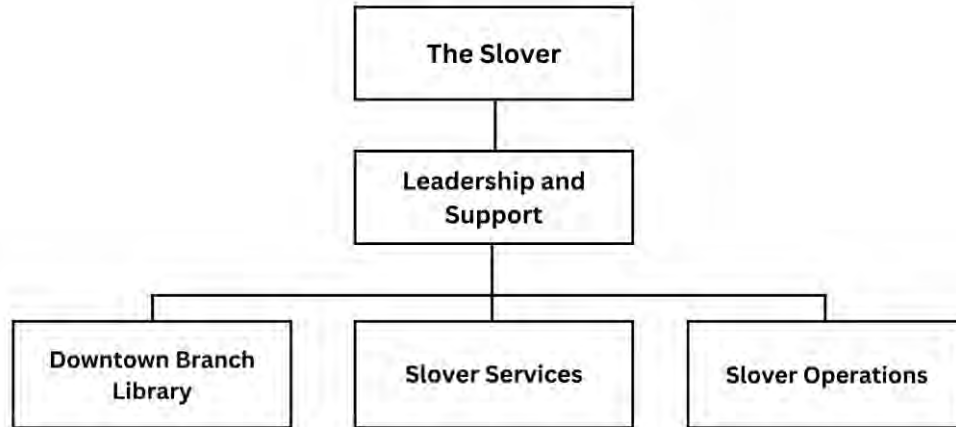 The Slover
Leadership and
Support
Downtown Branch
Library
Slover Services
Slover Operations